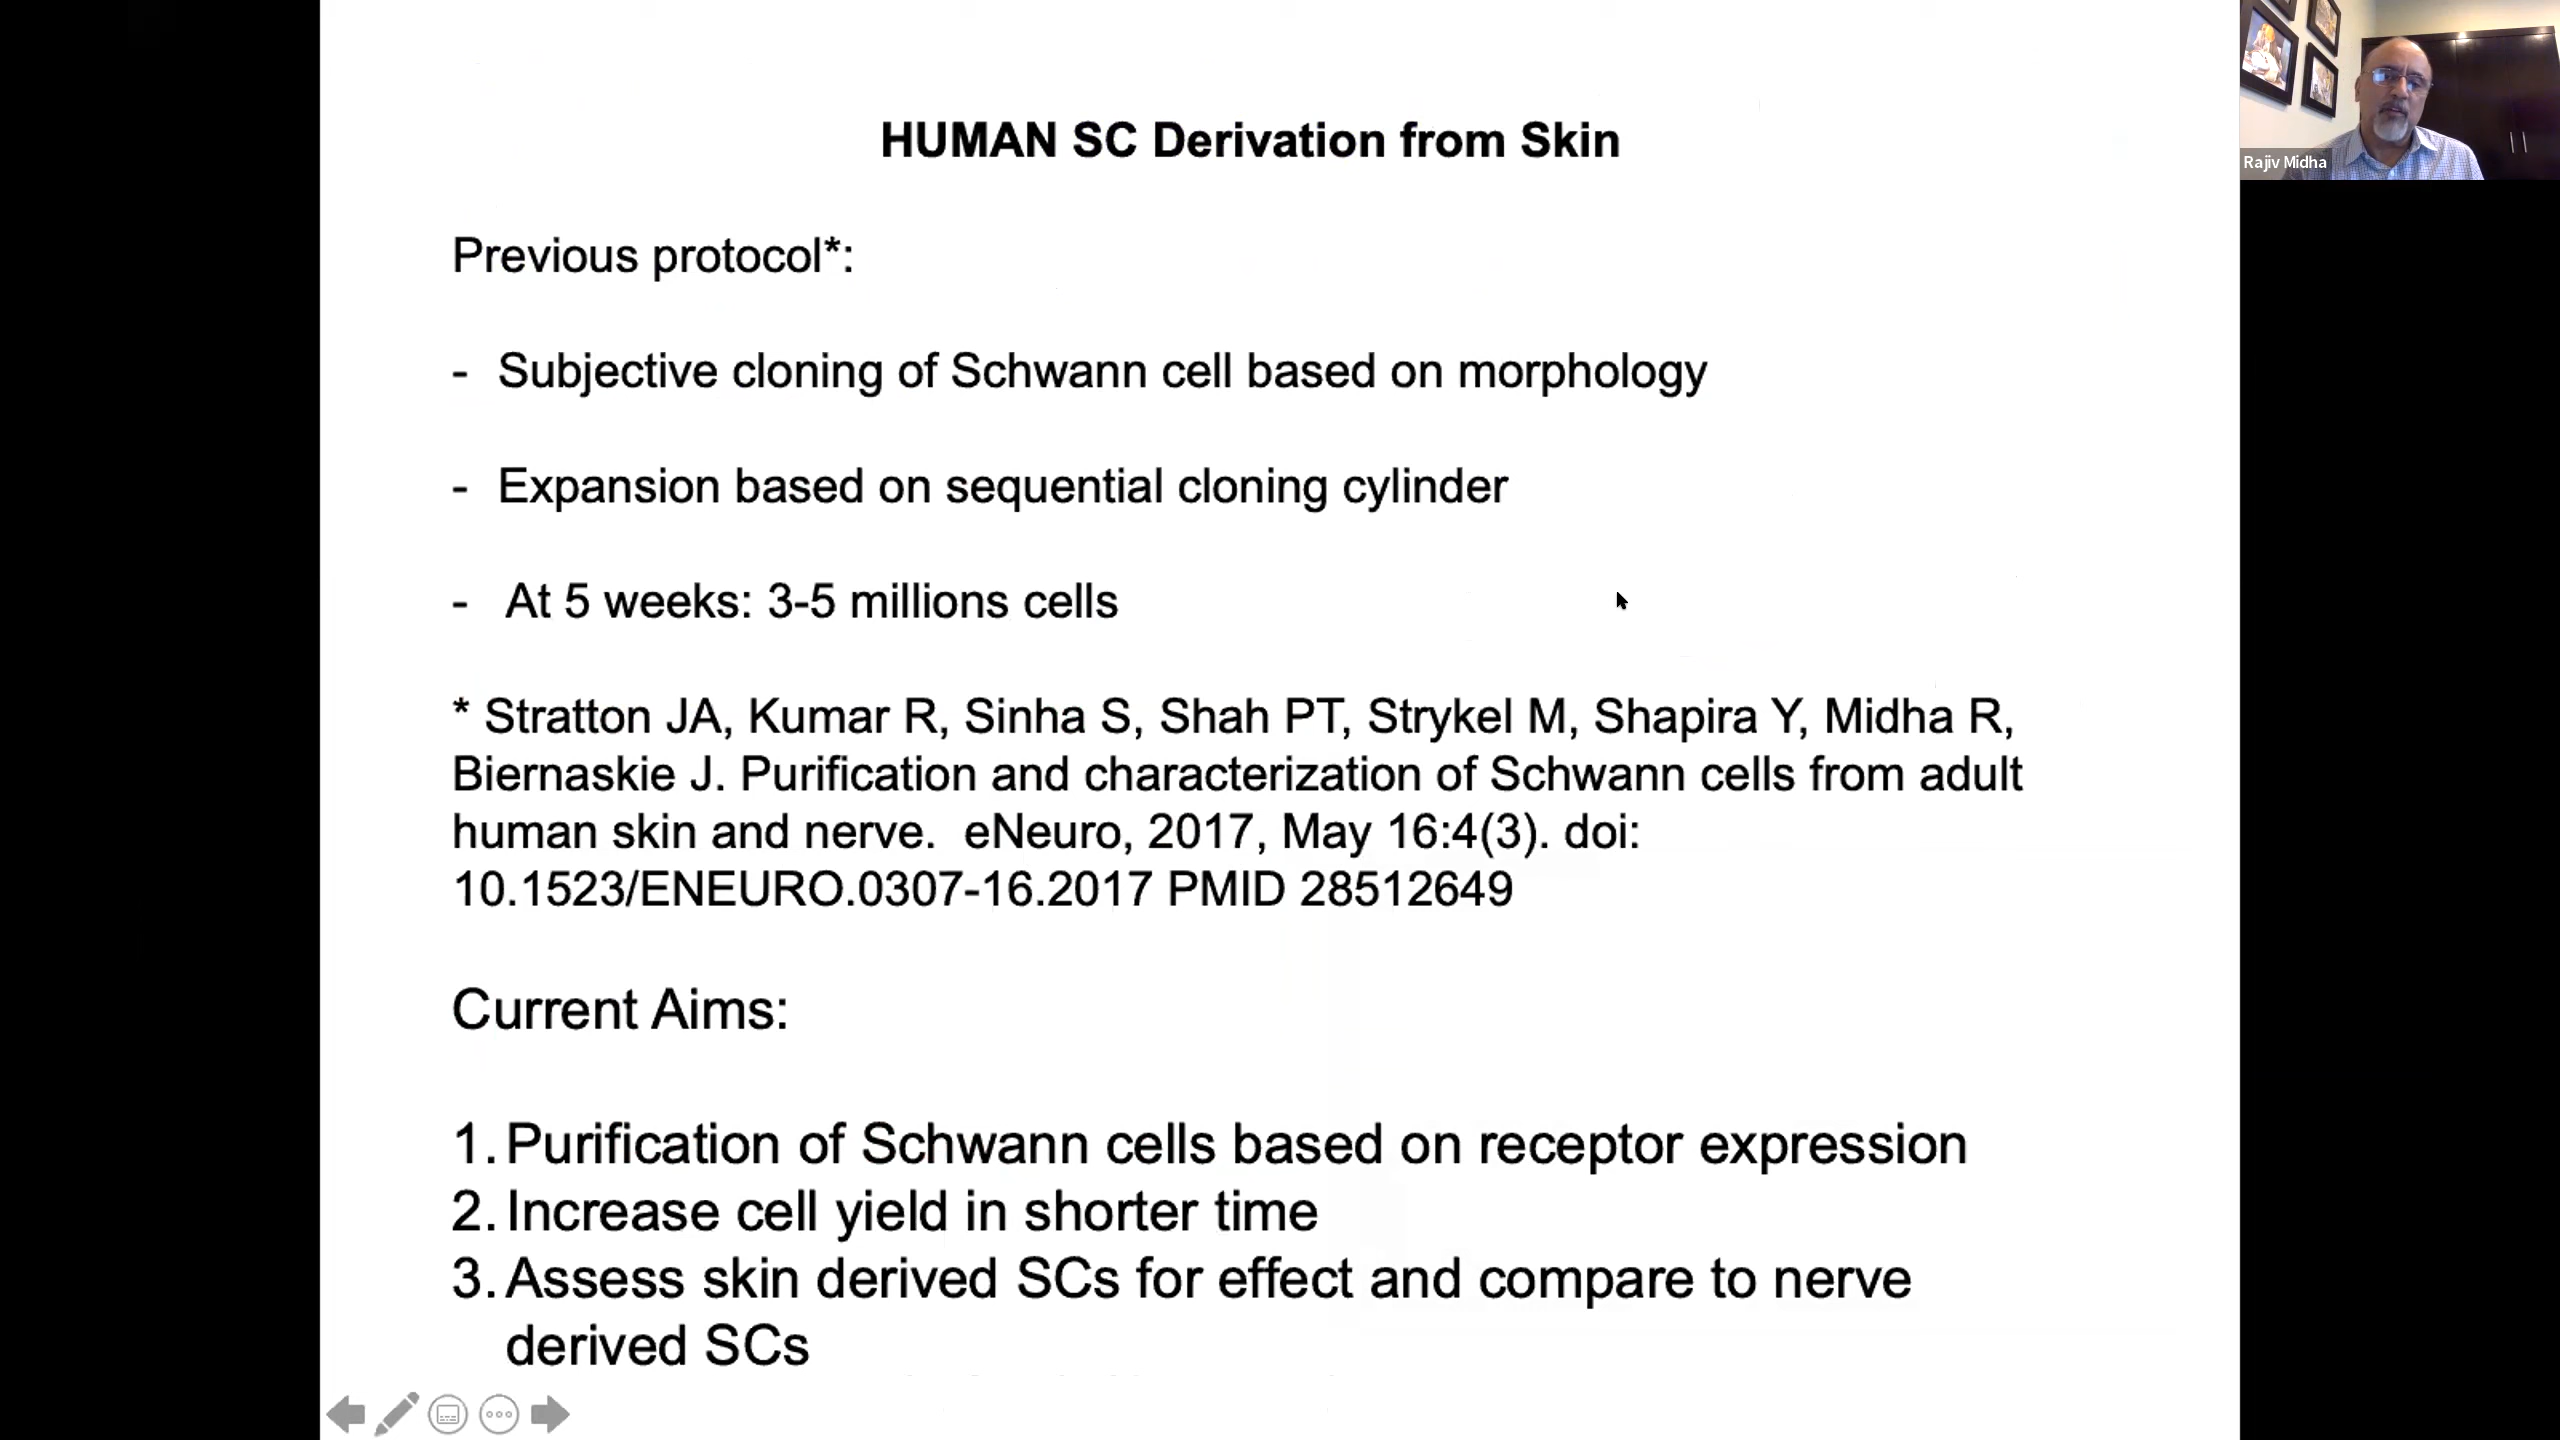 HUMAN SC Derivation from Skin
Rajiv Midha
Previous protocol*:
- Subjective cloning of Schwann cell based on morphology
- Expansion based on sequential cloning cylinder
- At 5 weeks: 3-5 millions cells
* Stratton JA, Kumar R, Sinha S, Shah PT, Strykel M, Shapira Y, Midha R,
Biernaskie J. Purification and characterization of Schwann cells from adult
human skin and nerve.  eNeuro, 2017, May 16:4(3). doi:
10.1523/ENEURO.0307-16.2017 PMID 28512649
Current Aims:
1. Purification of Schwann cells based on receptor expression
2. Increase cell yield in shorter time
3. Assess skin derived SCs for effect and compare to nerve
derived SCs